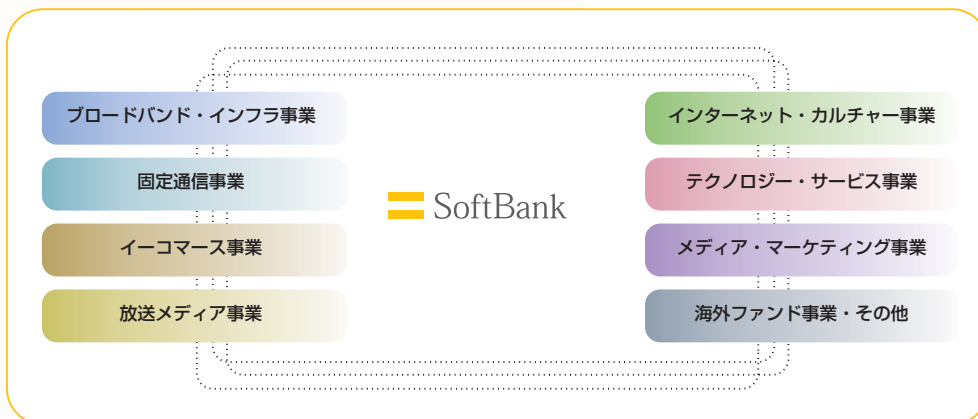 ブロードバンド・インフラ事業
固定通信事業
イーコマース事業
放送メディア事業
SoftBank
インターネット・カルチャー事業
テクノロジー・サービス事業
メディア・マーケティング事業
海外ファンド事業・その他